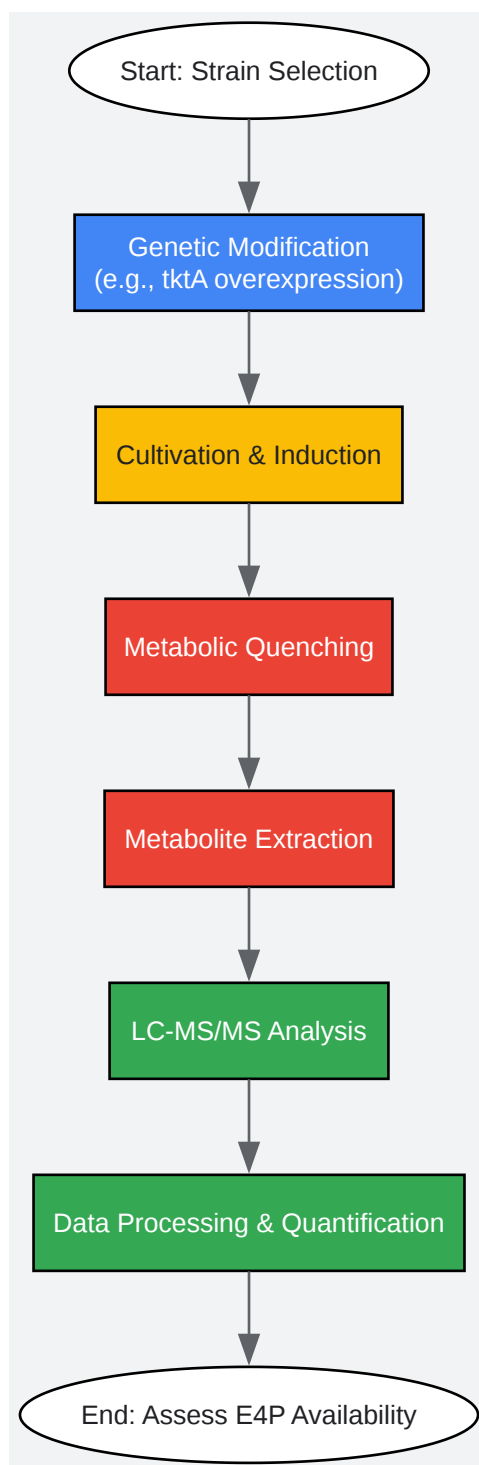 Start: Strain Selection
Genetic Modification
(e.g., tktA overexpression)
Cultivation & Induction
Metabolic Quenching
Metabolite Extraction
LC-MS/MS Analysis
Data Processing & Quantification
End: Assess E4P Availability